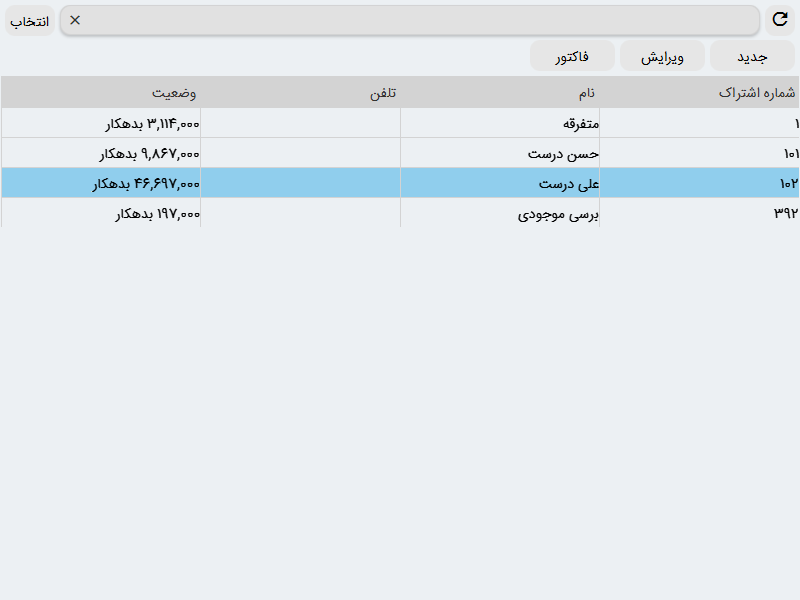 انتخاب
جدید ویرایش فاکتور
شماره اشتراک نام تلفن وضعیت
۱ متفرقه ۳,۱۱۴,۰۰۰ بدهکار
۱۰۱ حسن درست ۹,۸۶۷,۰۰۰ بدهکار
۱۰۲ علی درست ۴۶,۶۹۷,۰۰۰ بدهکار
۳۹۲ برسی موجودی ۱۹۷,۰۰۰ بدهکار